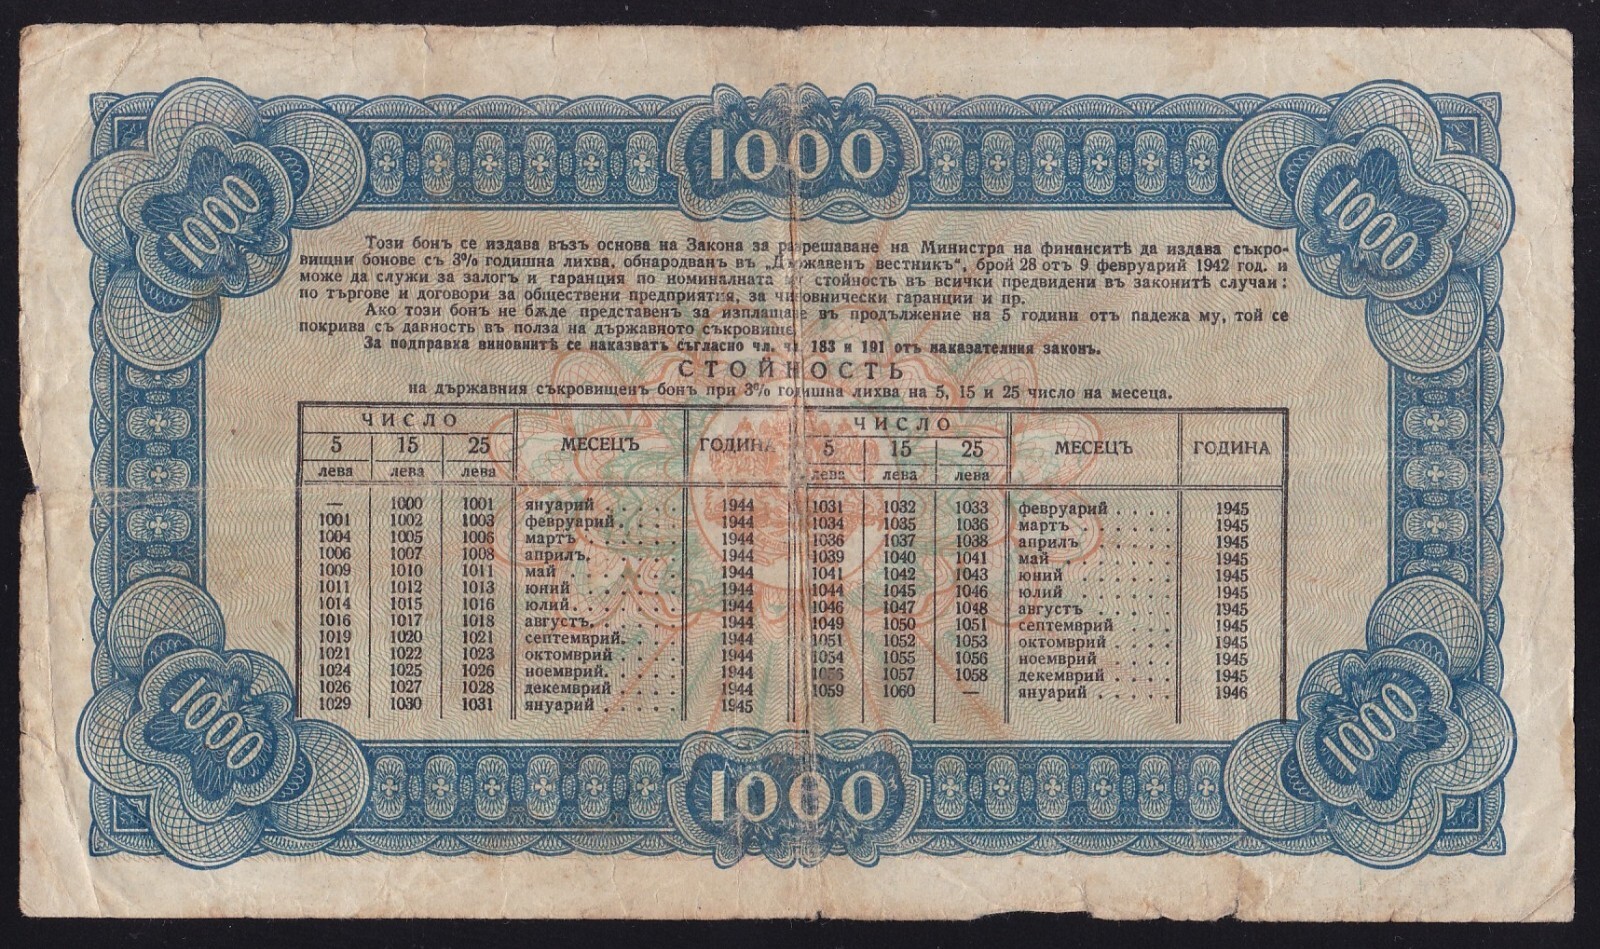 1000
1000
1000
Този бонъ се издава възъ основа на Закона за разрешаване на Министра на финанситѣ да издава съкро-
вищни бонове съ 3% годишна лихва, обнародванъ въ „Държавенъ вестникъ“, брой 28 отъ 9 февруарий 1942 год. и
може да служи за залогъ и гаранция по номиналната му стойность въ всички предвидени въ законитѣ случаи:
по търгове и договори за обществени предприятия, за чиновнически гаранции и пр.
Ако този бонъ не бѫде представенъ за изплащане въ продължение на 5 години отъ падежа му, той се
покрива съ давность въ полза на държавното съкровище.
За подправка виновнитѣ се наказватъ съгласно чл. чл. 183 и 191 отъ наказателния законъ.
СТОЙНОСТЬ
на държавния съкровищенъ бонъ при 3% годишна лихва на 5, 15 и 25 число на месеца.
ЧИСЛО МЕСЕЦЪ ГОДИНА ЧИСЛО МЕСЕЦЪ ГОДИНА
5 15 25 5 15 25
лева лева лева лева лева лева
— 1000 1001 януарий . . . . . 1944 1031 1032 1033 февруарий . . . . 1945
1001 1002 1003 февруарий . . . . 1944 1034 1035 1036 мартъ . . . . . . 1945
1004 1005 1006 мартъ . . . . . . 1944 1036 1037 1038 априлъ . . . . . 1945
1006 1007 1008 априлъ. . . . . . 1944 1039 1040 1041 май . . . . . . . 1945
1009 1010 1011 май . . . . . . . 1944 1041 1042 1043 юний . . . . . . 1945
1011 1012 1013 юний . . . . . . 1944 1044 1045 1046 юлий . . . . . . 1945
1014 1015 1016 юлий. . . . . . . 1944 1046 1047 1048 августъ . . . . . 1945
1016 1017 1018 августъ. . . . . 1944 1049 1050 1051 септемврий . . . 1945
1019 1020 1021 септемврий. . . . 1944 1051 1052 1053 октомврий . . . . 1945
1021 1022 1023 октомврий . . . . 1944 1054 1055 1056 ноемврий . . . . 1945
1024 1025 1026 ноемврий. . . . . 1944 1056 1057 1058 декемврий . . . . 1945
1026 1027 1028 декемврий . . . . 1944 1059 1060 — януарий . . . . . 1946
1029 1030 1031 януарий . . . . . 1945
1000
1000
1000